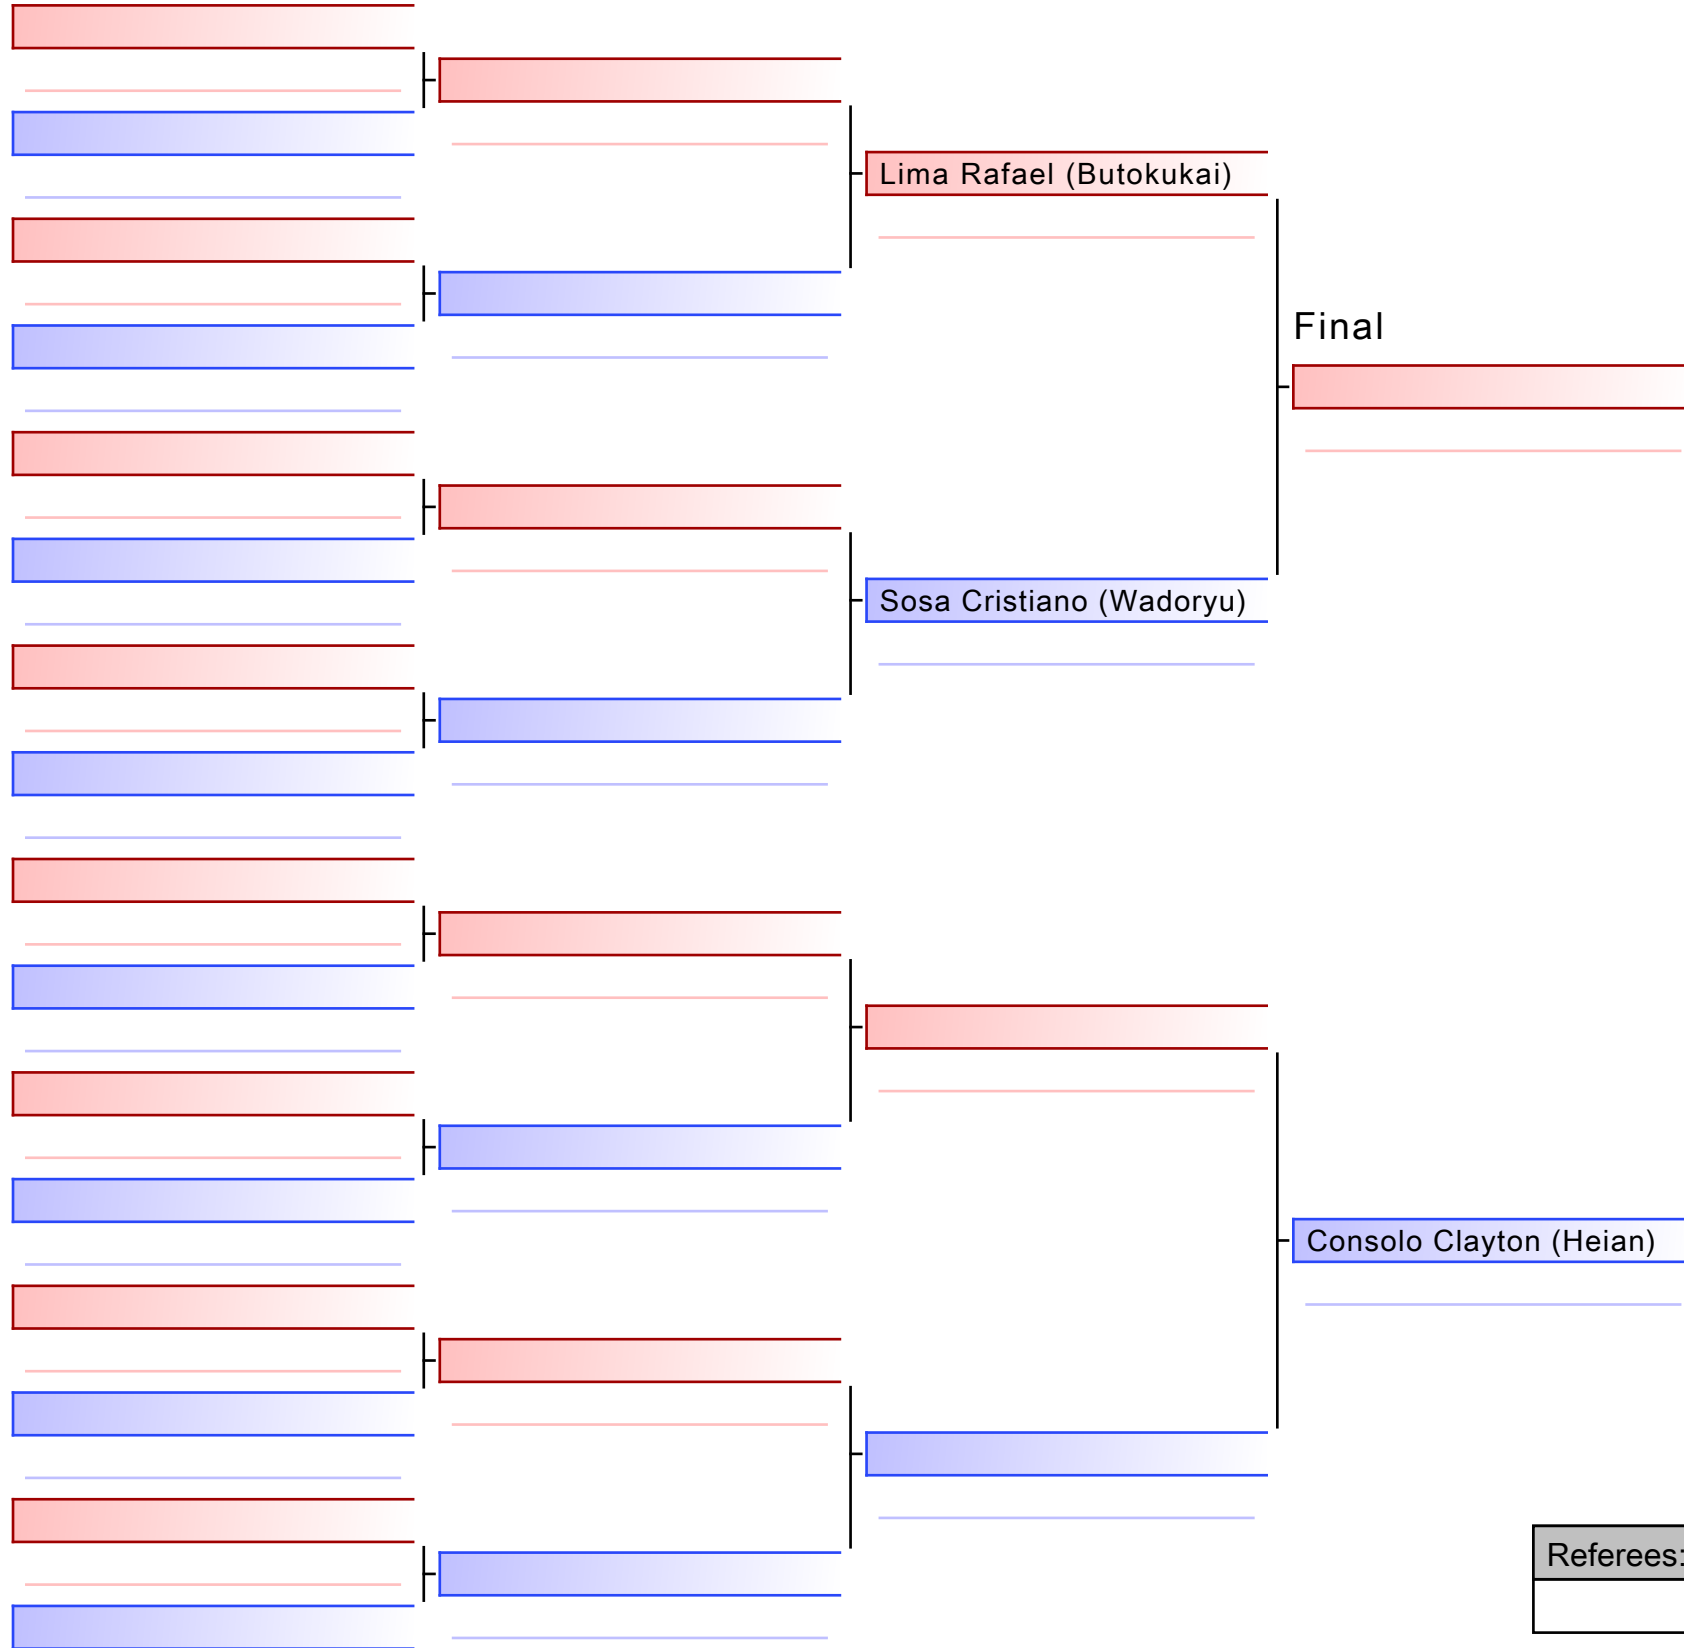 Lima Rafael (Butokukai)
Final
Sosa Cristiano (Wadoryu)
Consolo Clayton (Heian)
Referees: